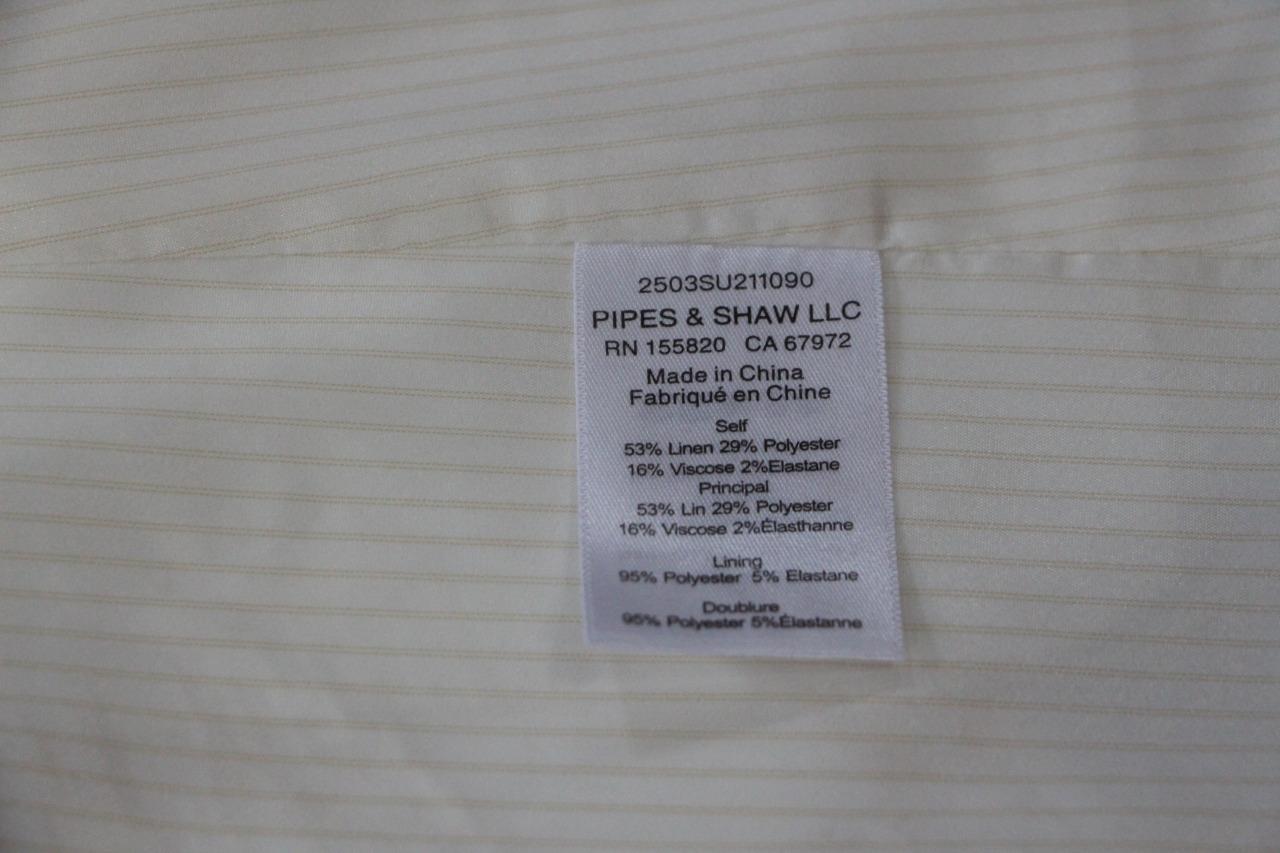 2503SU211090
PIPES & SHAW LLC
RN 155820 CA 67972
Made in China
Fabriqué en Chine
Self
53% Linen 29% Polyester
16% Viscose 2%Elastane
Principal
53% Lin 29% Polyester
16% Viscose 2%Élasthanne
Lining
95% Polyester 5% Elastane
Doublure
95% Polyester 5%Élastanne